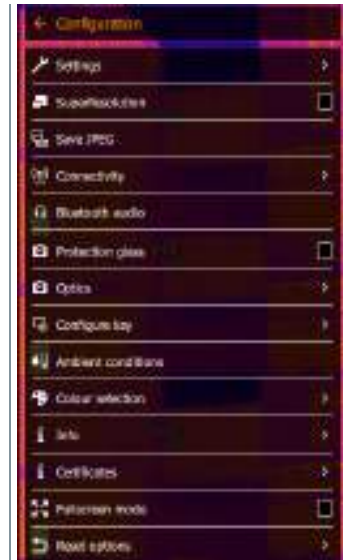 Configuration
Settings
SuperResolution
Save JPEG
Connectivity
Bluetooth audio
Protection glass
Optics
Configure key
Ambient conditions
Colour selection
Info
Certificates
Fullscreen mode
Reset options